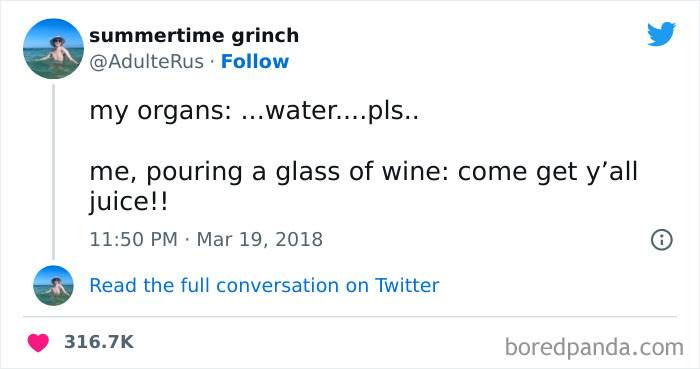 summertime grinch
@AdulteRus · Follow
my organs: ...water....pls..
me, pouring a glass of wine: come get y’all
juice!!
11:50 PM · Mar 19, 2018
Read the full conversation on Twitter
316.7K
boredpanda.com